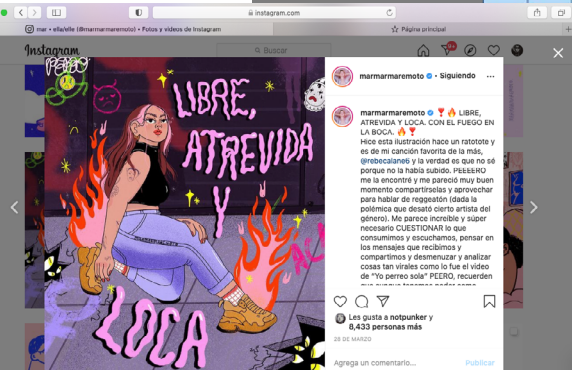 instagram.com
mar • ella/elle (@marmarmaremoto) • Fotos y videos de Instagram
Página principal
Instagram
Buscar
PERRO
LIBRE,
ATREVIDA
Y
LOCA
marmarmaremoto • Siguiendo
marmarmaremoto ❣️🔥 LIBRE,
ATREVIDA Y LOCA. CON EL FUEGO EN
LA BOCA. 🔥❣️
Hice esta ilustración hace un ratotote y
es de mi canción favorita de la más,
@rebeccalane6 y la verdad es que no sé
porque no la había subido. PEEEERO
me la encontré y me pareció muy buen
momento compartírselas y aprovechar
para hablar de reggeatón (dada la
polémica que desató cierto artista del
género). Me parece increíble y súper
necesario CUESTIONAR lo que
consumimos y escuchamos, pensar en
los mensajes que recibimos y
compartimos y desmenuzar y analizar
cosas tan virales como lo fue el video
de "Yo perreo sola" PEERO, recuerden
Les gusta a notpunker y
8,433 personas más
28 DE MARZO
Agrega un comentario...
Publicar